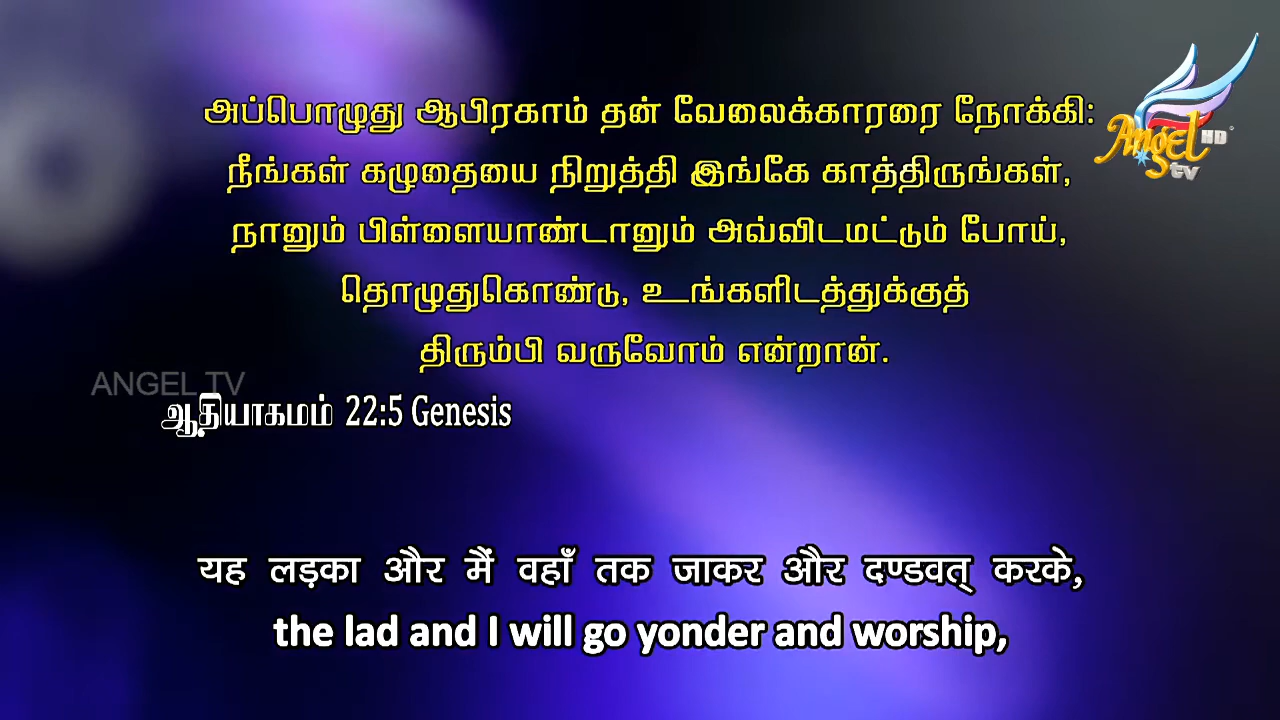 அப்பொழுது ஆபிரகாம் தன் வேலைக்காரரை நோக்கி:
நீங்கள் கழுதையை நிறுத்தி இங்கே காத்திருங்கள்,
நானும் பிள்ளையாண்டானும் அவ்விடமட்டும் போய்,
தொழுதுகொண்டு, உங்களிடத்துக்குத்
திரும்பி வருவோம் என்றான்.
Angel HD
tv
ANGEL TV
ஆதியாகமம் 22:5 Genesis
यह लड़का और मैं वहाँ तक जाकर और दण्डवत् करके,
the lad and I will go yonder and worship,